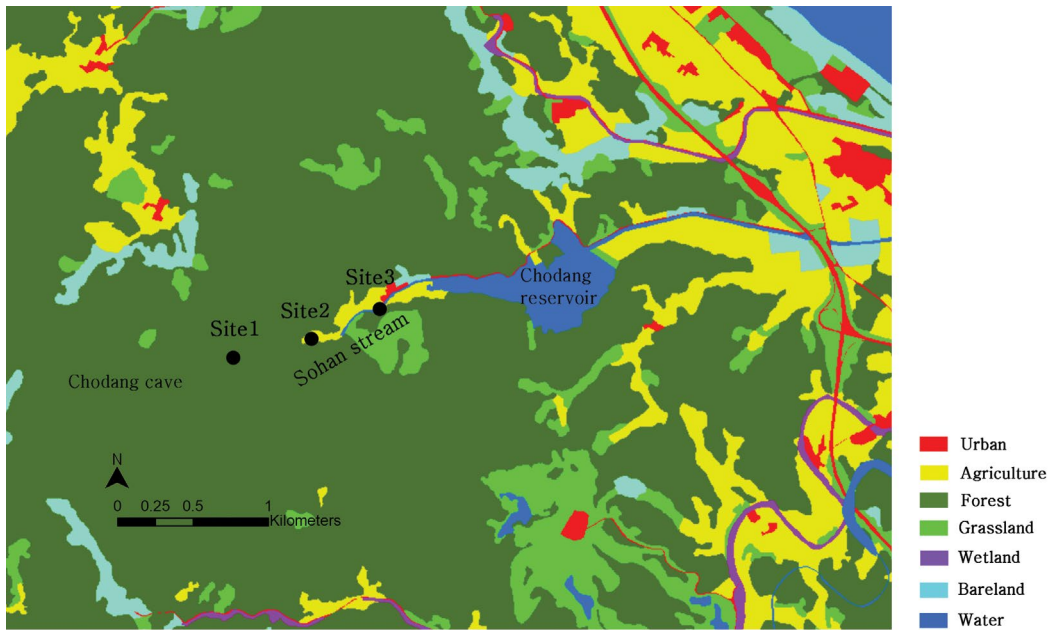 Site3
Chodang
reservoir
Site2
Site1
Sohan stream
Chodang cave
N
0 0.25 0.5 1
Kilometers
Urban
Agriculture
Forest
Grassland
Wetland
Bareland
Water